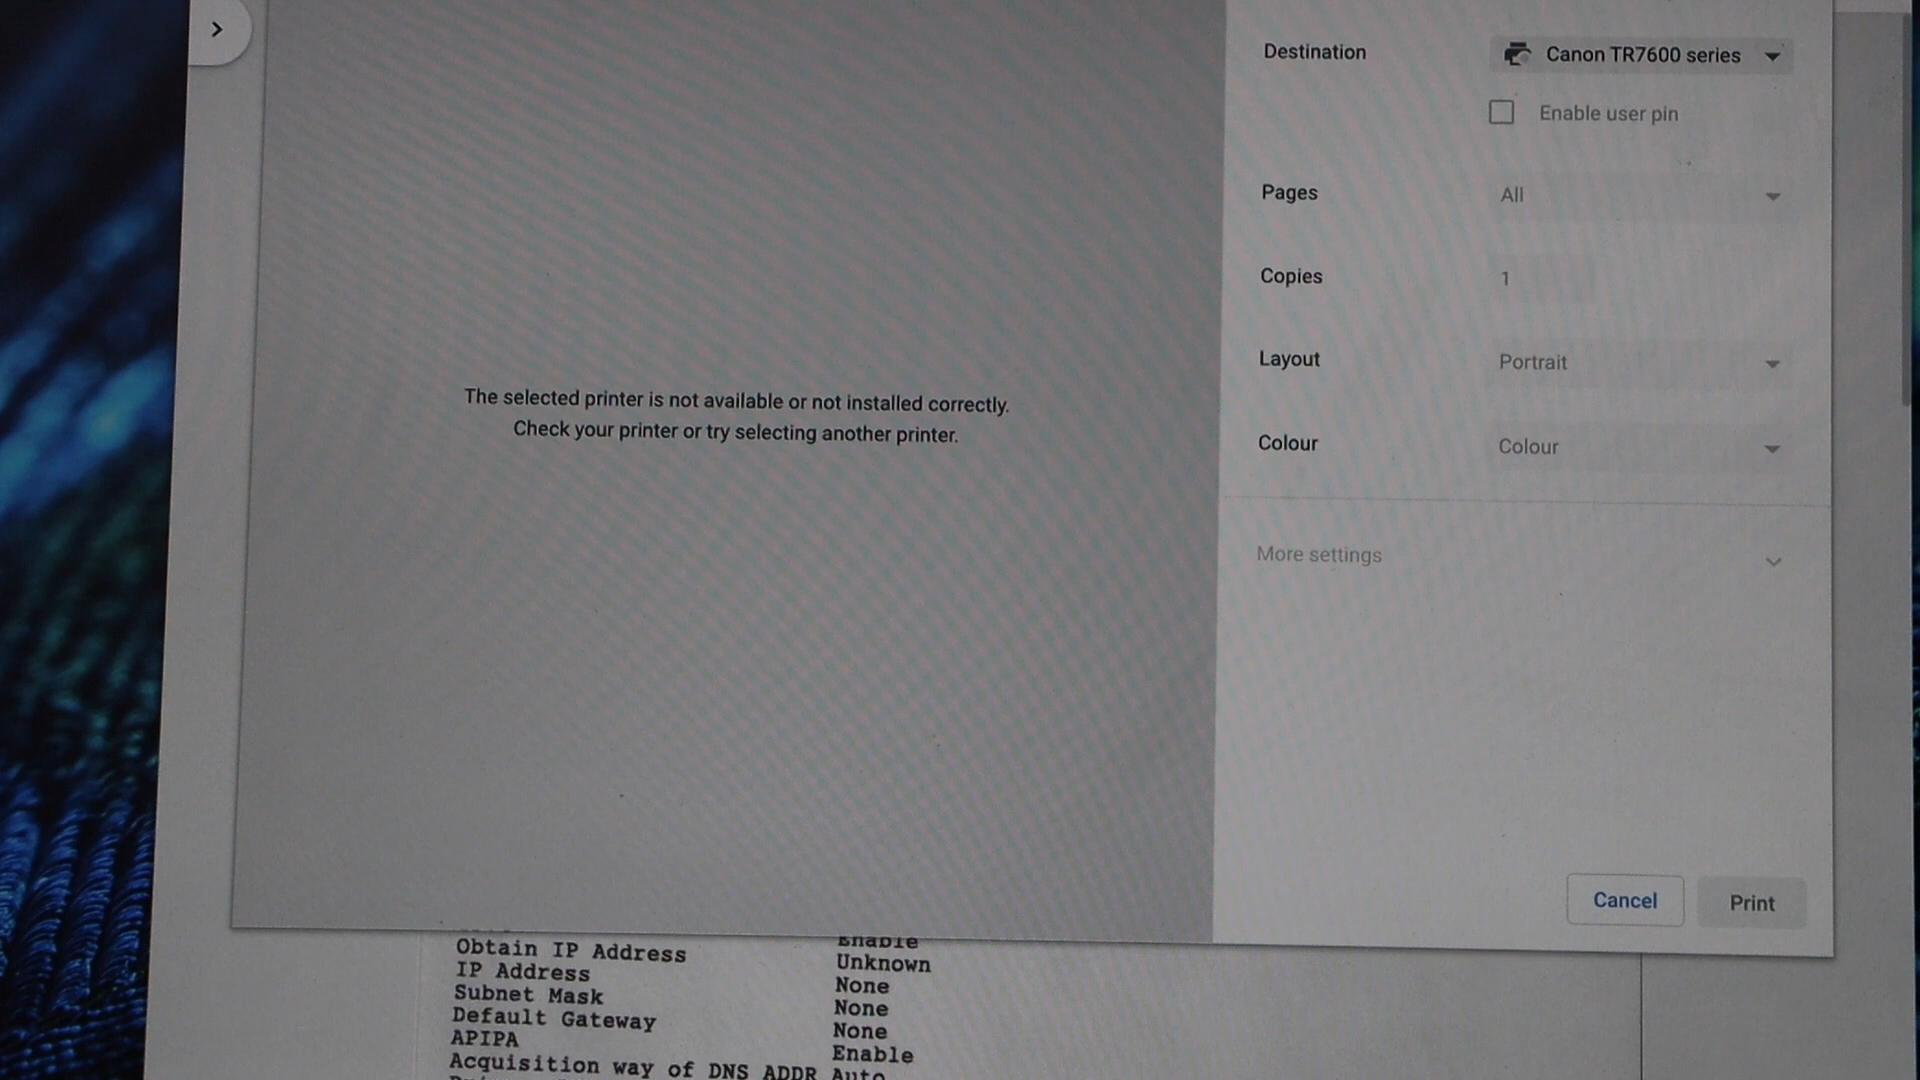 Destination
Canon TR7600 series
Enable user pin
Pages
All
Copies
1
Layout
Portrait
Colour
Colour
More settings
The selected printer is not available or not installed correctly.
Check your printer or try selecting another printer.
Cancel
Print
Enable
Obtain IP Address Unknown
IP Address None
Subnet Mask None
Default Gateway None
APIPA Enable
Acquisition way of DNS ADDR Auto